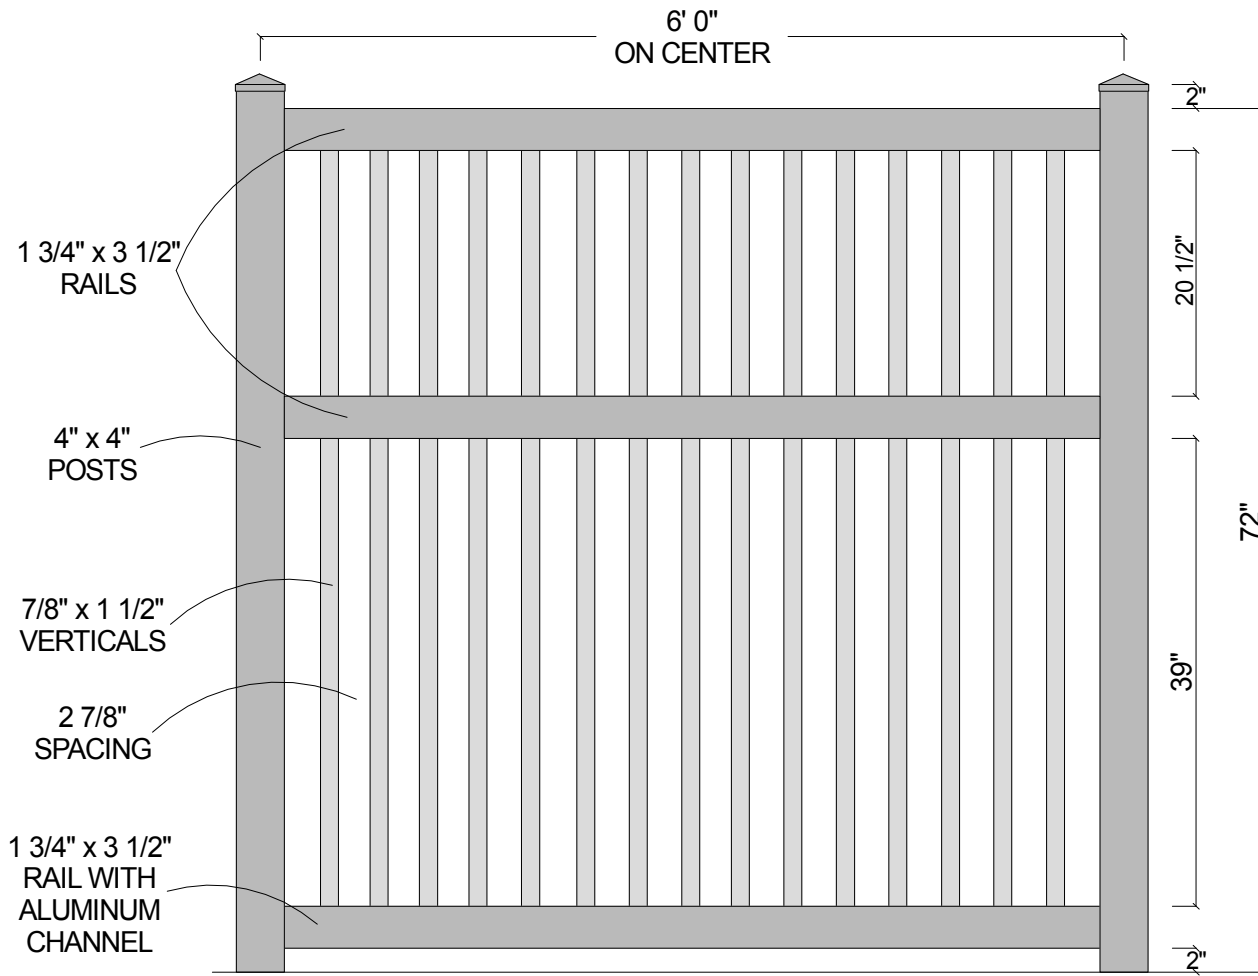 6' 0"
ON CENTER
2"
1 3/4" x 3 1/2"
RAILS
20 1/2"
4" x 4"
POSTS
72"
7/8" x 1 1/2"
VERTICALS
39"
2 7/8"
SPACING
1 3/4" x 3 1/2"
RAIL WITH
ALUMINUM
CHANNEL
2"